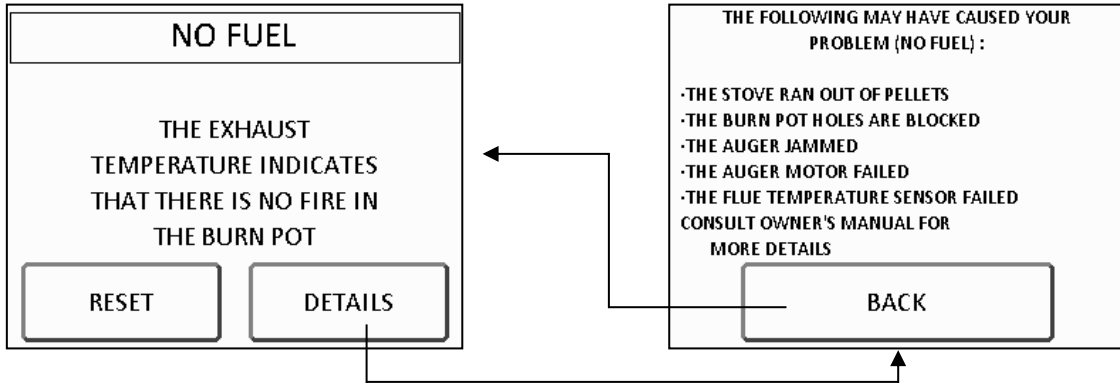 NO FUEL
THE EXHAUST
TEMPERATURE INDICATES
THAT THERE IS NO FIRE IN
THE BURN POT
RESET
DETAILS
THE FOLLOWING MAY HAVE CAUSED YOUR
PROBLEM (NO FUEL) :
·THE STOVE RAN OUT OF PELLETS
·THE BURN POT HOLES ARE BLOCKED
·THE AUGER JAMMED
·THE AUGER MOTOR FAILED
·THE FLUE TEMPERATURE SENSOR FAILED
CONSULT OWNER'S MANUAL FOR
MORE DETAILS
BACK